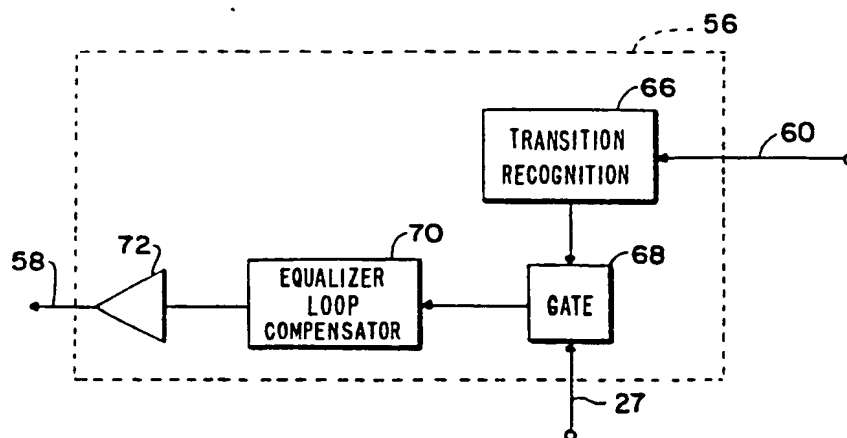 56
66
TRANSITION
RECOGNITION
60
58
72
70
EQUALIZER
LOOP
COMPENSATOR
68
GATE
27